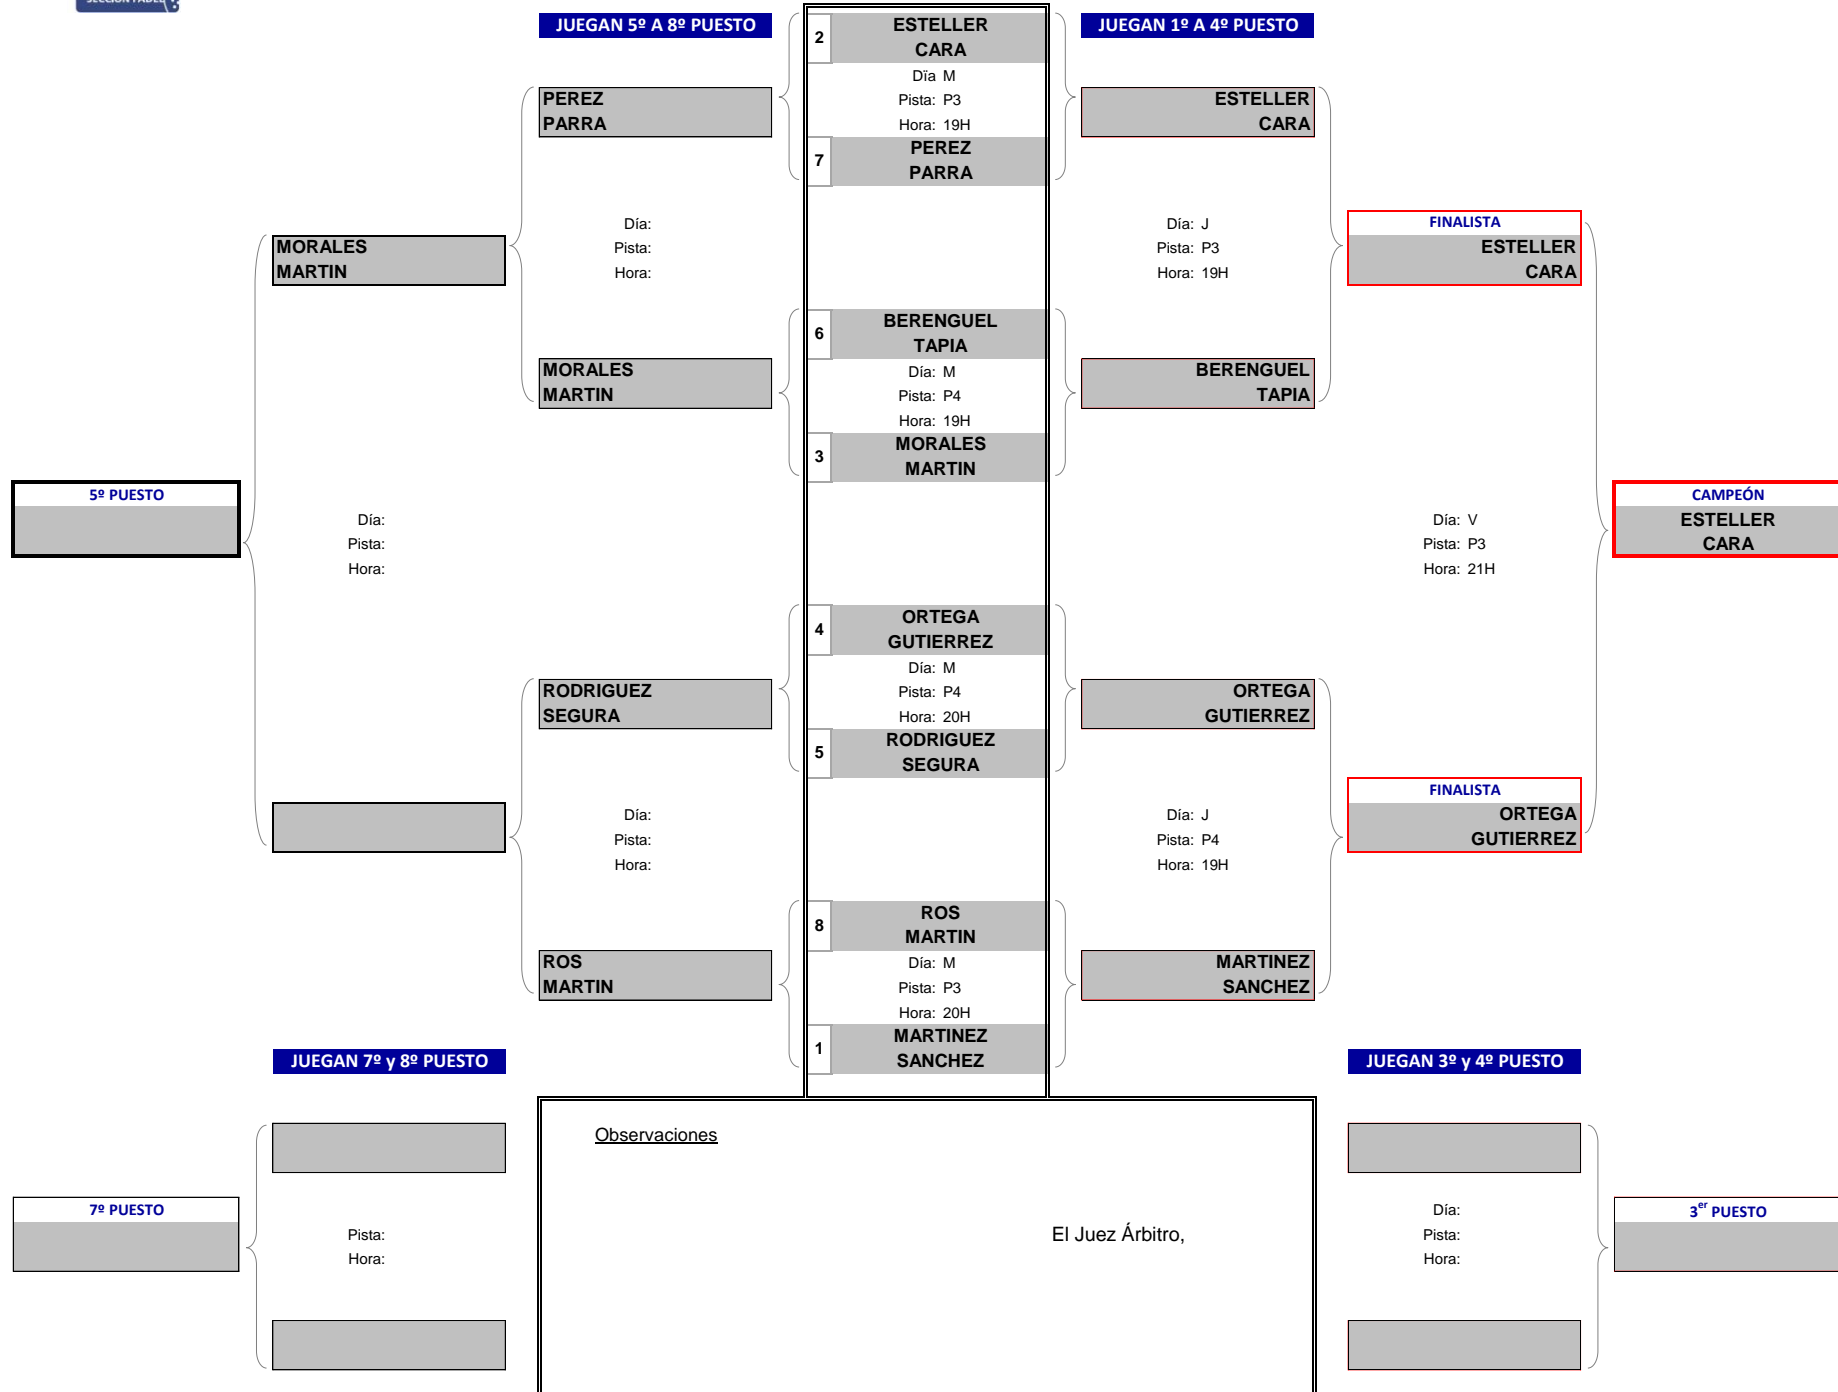 SECCIÓN PADEL
JUEGAN 5º A 8º PUESTO
2
ESTELLER
CARA
JUEGAN 1º A 4º PUESTO
Dïa M
PEREZ
PARRA
Pista: P3
Hora: 19H
ESTELLER
CARA
7
PEREZ
PARRA
Día:
Pista:
Hora:
Día: J
Pista: P3
Hora: 19H
FINALISTA
ESTELLER
CARA
MORALES
MARTIN
6
BERENGUEL
TAPIA
MORALES
MARTIN
Día: M
Pista: P4
Hora: 19H
BERENGUEL
TAPIA
3
MORALES
MARTIN
5º PUESTO
Día:
Pista:
Hora:
Día: V
Pista: P3
Hora: 21H
CAMPEÓN
ESTELLER
CARA
4
ORTEGA
GUTIERREZ
RODRIGUEZ
SEGURA
Día: M
Pista: P4
Hora: 20H
ORTEGA
GUTIERREZ
5
RODRIGUEZ
SEGURA
Día:
Pista:
Hora:
Día: J
Pista: P4
Hora: 19H
FINALISTA
ORTEGA
GUTIERREZ
8
ROS
MARTIN
ROS
MARTIN
Día: M
Pista: P3
Hora: 20H
MARTINEZ
SANCHEZ
1
MARTINEZ
SANCHEZ
JUEGAN 7º y 8º PUESTO
JUEGAN 3º y 4º PUESTO
Observaciones
7º PUESTO
Pista:
Hora:
El Juez Árbitro,
Día:
Pista:
Hora:
3er PUESTO